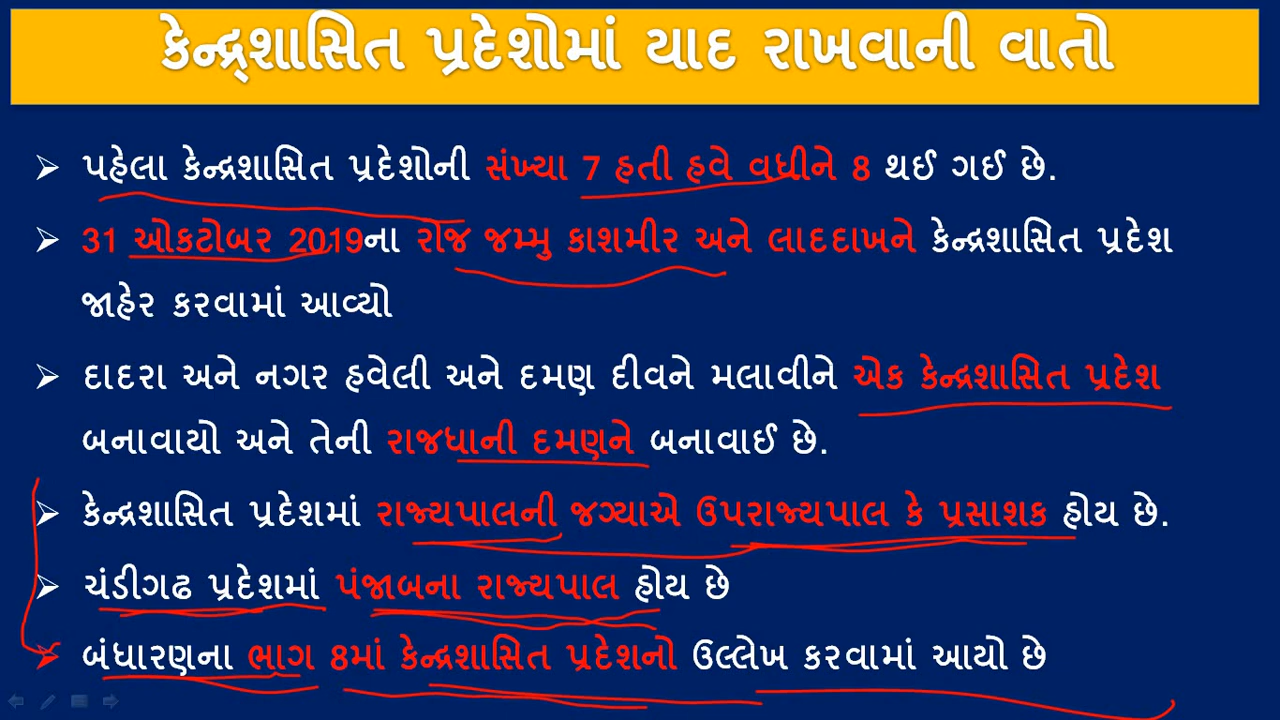 કેન્દ્ર્શાસિત પ્રદેશોમાં યાદ રાખવાની વાતો
પહેલા કેન્દ્રશાસિત પ્રદેશોની સંખ્યા 7 હતી હવે વધીને 8 થઈ ગઈ છે.
31 ઓકટોબર 2019ના રોજ જમ્મુ કાશમીર અને લાદદાખને કેન્દ્રશાસિત પ્રદેશ
જાહેર કરવામાં આવ્યો
દાદરા અને નગર હવેલી અને દમણ દીવને મલાવીને એક કેન્દ્રશાસિત પ્રદેશ
બનાવાયો અને તેની રાજધાની દમણને બનાવાઈ છે.
કેન્દ્રશાસિત પ્રદેશમાં રાજ્યપાલની જગ્યાએ ઉપરાજ્યપાલ કે પ્રસાશક હોય છે.
ચંડીગઢ પ્રદેશમાં પંજાબના રાજ્યપાલ હોય છે
બંધારણના ભાગ 8માં કેન્દ્રશાસિત પ્રદેશનો ઉલ્લેખ કરવામાં આયો છે